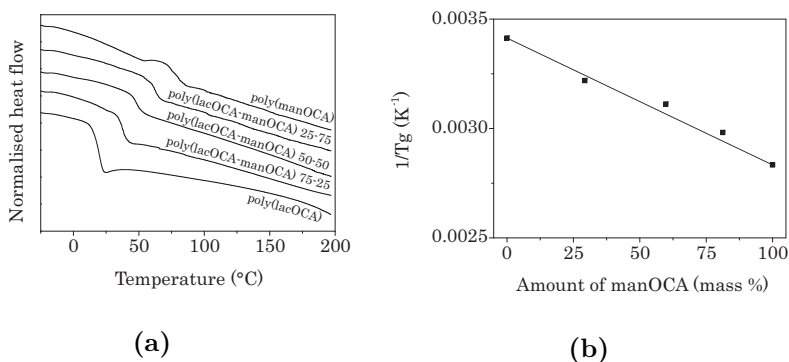 Normalised heat flow
poly(manOCA)
poly(lacOCA-manOCA) 25-75
poly(lacOCA-manOCA) 50-50
poly(lacOCA-manOCA) 75-25
poly(lacOCA)
0 50 100 150 200
Temperature (°C)
(a)
1/Tg (K⁻¹)
0.0035
0.0030
0.0025
0 25 50 75 100
Amount of manOCA (mass %)
(b)